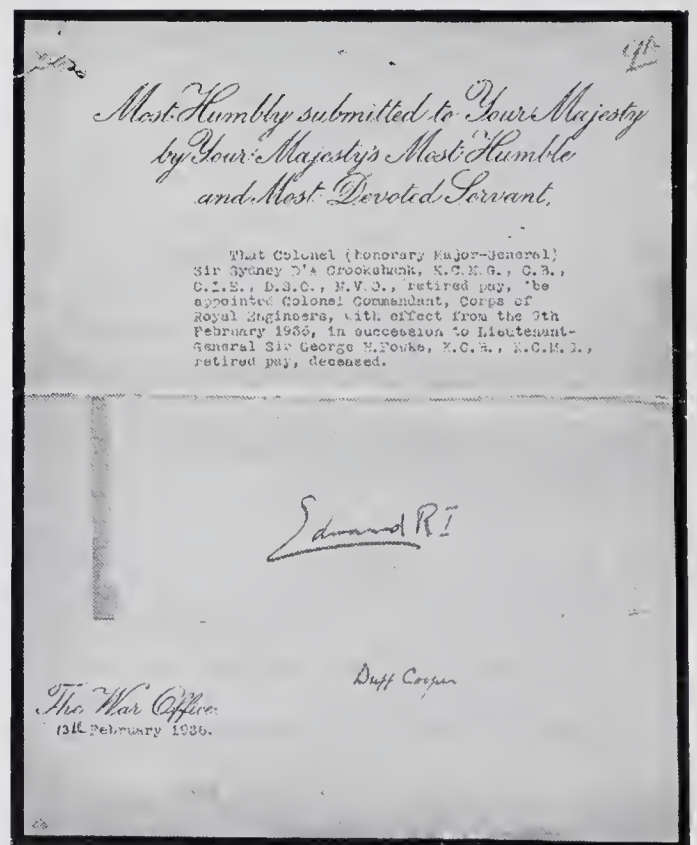 Most Humbly submitted to Your Majesty
by Your Majesty's Most Humble
and Most Devoted Servant,
That Colonel (honorary Major-General)
Sir Sydney D'A Crookshank, K.C.M.G., C.B.,
C.I.E., D.S.O., M.V.O., retired pay, be
appointed Colonel Commandant, Corps of
Royal Engineers, with effect from the 9th
February 1936, in succession to Lieutenant-
General Sir George H.Fowke, K.C.B., K.C.M.G.,
retired pay, deceased.
Edward R I
Duff Cooper
The War Office.
13th February 1936.